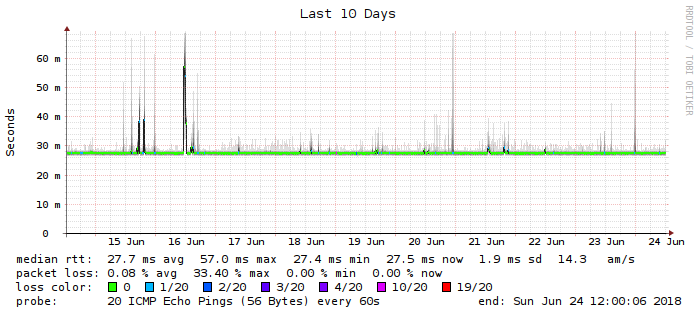 Last 10 Days
RRDTOOL / TOBI OETIKER
Seconds
60 m
50 m
40 m
30 m
20 m
10 m
0
15 Jun 16 Jun 17 Jun 18 Jun 19 Jun 20 Jun 21 Jun 22 Jun 23 Jun 24 Jun
median rtt: 27.7 ms avg 57.0 ms max 27.4 ms min 27.5 ms now 1.9 ms sd 14.3 am/s
packet loss: 0.08 % avg 33.40 % max 0.00 % min 0.00 % now
loss color: 0 1/20 2/20 3/20 4/20 10/20 19/20
probe: 20 ICMP Echo Pings (56 Bytes) every 60s end: Sun Jun 24 12:00:06 2018